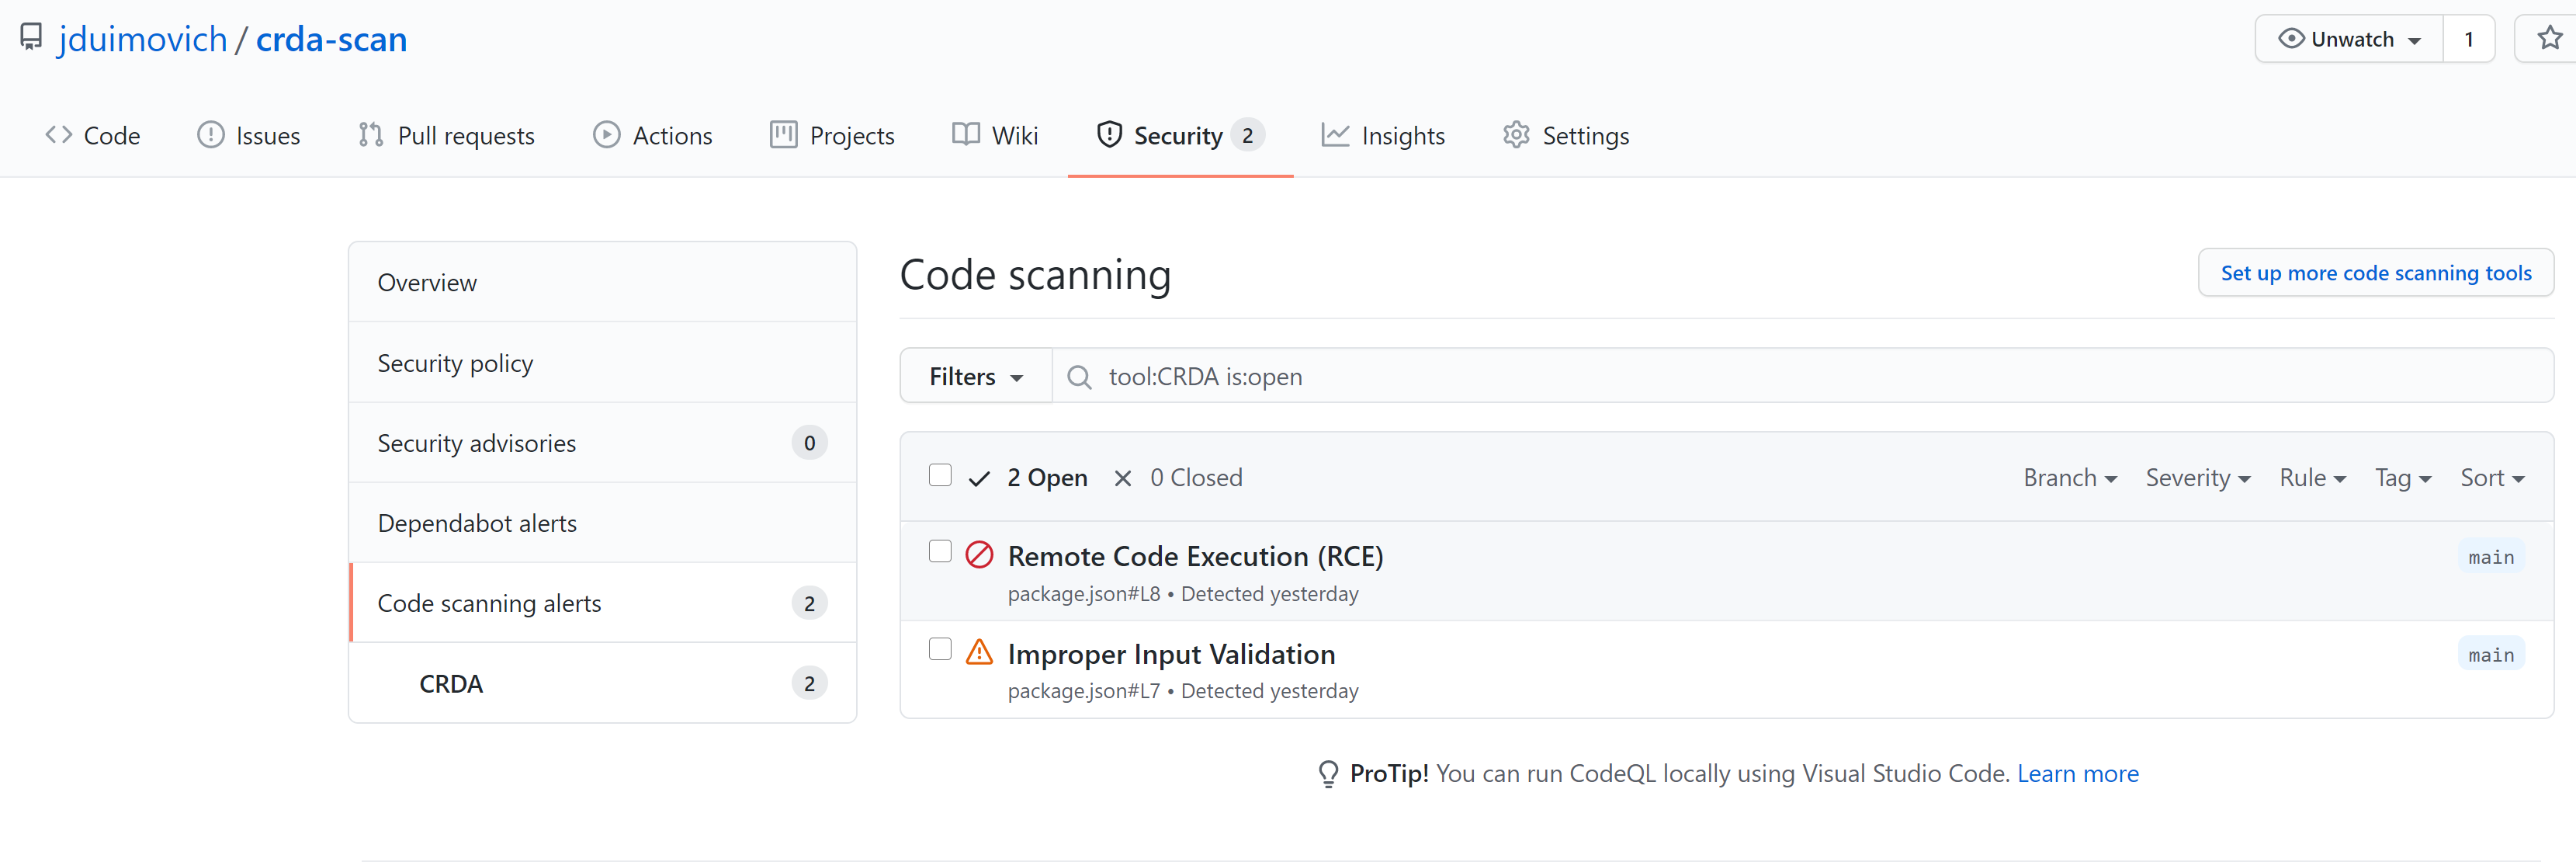 jduimovich / crda-scan
Unwatch 1
Code Issues Pull requests Actions Projects Wiki Security 2 Insights Settings
Overview
Security policy
Security advisories 0
Dependabot alerts
Code scanning alerts 2
CRDA 2
Code scanning
Set up more code scanning tools
Filters tool:CRDA is:open
2 Open 0 Closed Branch Severity Rule Tag Sort
Remote Code Execution (RCE) main
package.json#L8 • Detected yesterday
Improper Input Validation main
package.json#L7 • Detected yesterday
ProTip! You can run CodeQL locally using Visual Studio Code. Learn more